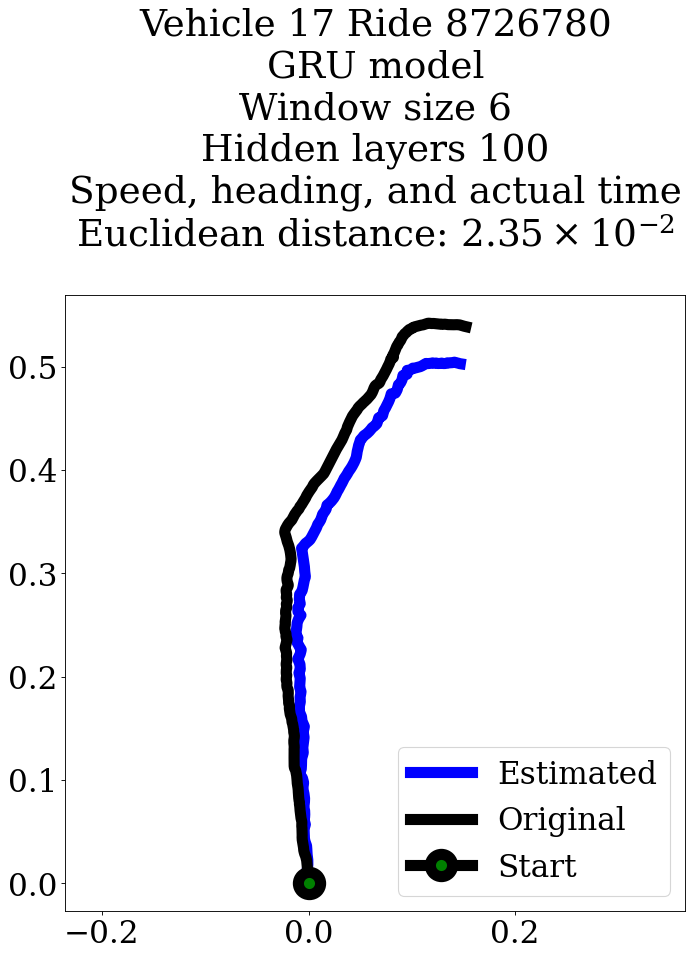 Vehicle 17 Ride 8726780
GRU model
Window size 6
Hidden layers 100
Speed, heading, and actual time
Euclidean distance: 2.35 × 10⁻²
0.5
0.4
0.3
0.2
0.1
0.0
−0.2 0.0 0.2
Estimated
Original
Start